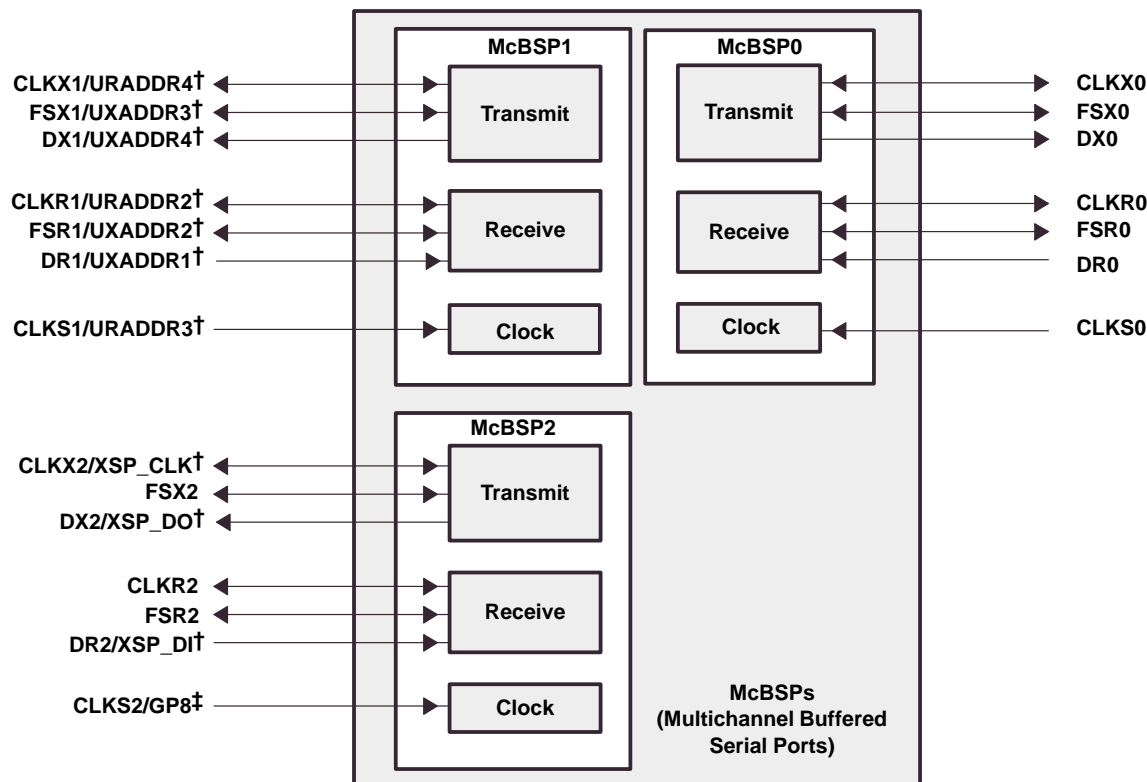 McBSP1
McBSP0
CLKX1/URADDR4†
FSX1/UXADDR3†
DX1/UXADDR4†
Transmit
Transmit
CLKX0
FSX0
DX0
CLKR1/URADDR2†
FSR1/UXADDR2†
DR1/UXADDR1†
Receive
Receive
CLKR0
FSR0
DR0
CLKS1/URADDR3†
Clock
Clock
CLKS0
McBSP2
CLKX2/XSP_CLK†
FSX2
DX2/XSP_DO†
Transmit
CLKR2
FSR2
DR2/XSP_DI†
Receive
CLKS2/GP8‡
Clock
McBSPs
(Multichannel Buffered
Serial Ports)